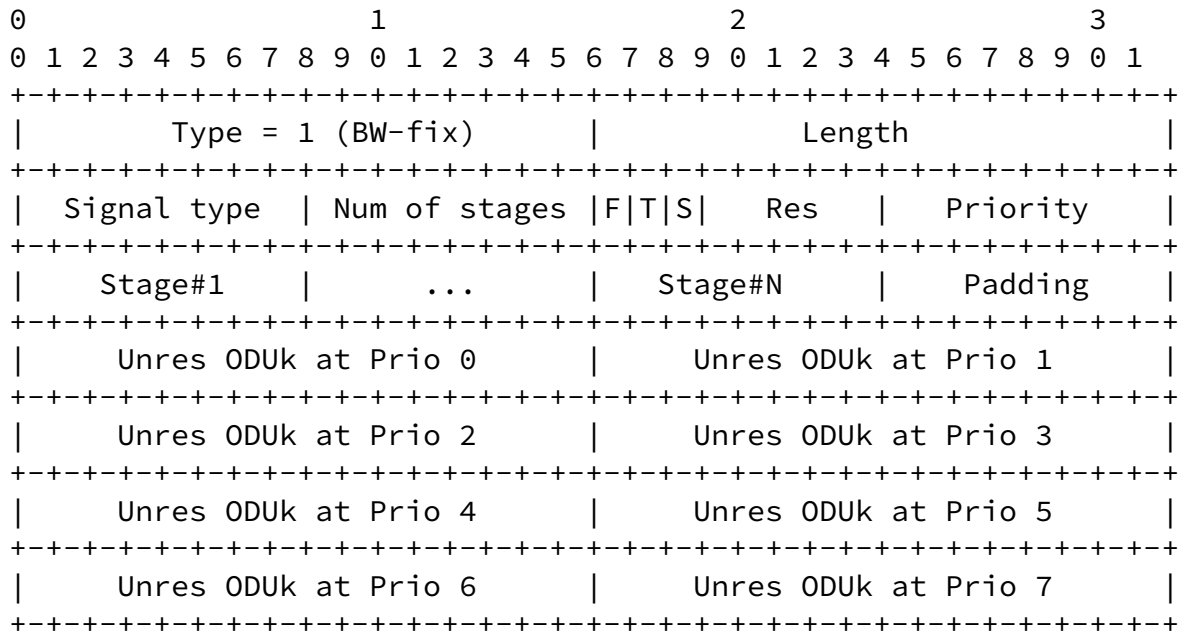 0                   1                   2                   3
0 1 2 3 4 5 6 7 8 9 0 1 2 3 4 5 6 7 8 9 0 1 2 3 4 5 6 7 8 9 0 1
+-+-+-+-+-+-+-+-+-+-+-+-+-+-+-+-+-+-+-+-+-+-+-+-+-+-+-+-+-+-+-+-+
|        Type = 1 (BW-fix)      |           Length              |
+-+-+-+-+-+-+-+-+-+-+-+-+-+-+-+-+-+-+-+-+-+-+-+-+-+-+-+-+-+-+-+-+
|  Signal type  | Num of stages |F|T|S|   Res   |   Priority    |
+-+-+-+-+-+-+-+-+-+-+-+-+-+-+-+-+-+-+-+-+-+-+-+-+-+-+-+-+-+-+-+-+
|    Stage#1    |      ...      |   Stage#N     |    Padding    |
+-+-+-+-+-+-+-+-+-+-+-+-+-+-+-+-+-+-+-+-+-+-+-+-+-+-+-+-+-+-+-+-+
|     Unres ODUk at Prio 0      |     Unres ODUk at Prio 1      |
+-+-+-+-+-+-+-+-+-+-+-+-+-+-+-+-+-+-+-+-+-+-+-+-+-+-+-+-+-+-+-+-+
|     Unres ODUk at Prio 2      |     Unres ODUk at Prio 3      |
+-+-+-+-+-+-+-+-+-+-+-+-+-+-+-+-+-+-+-+-+-+-+-+-+-+-+-+-+-+-+-+-+
|     Unres ODUk at Prio 4      |     Unres ODUk at Prio 5      |
+-+-+-+-+-+-+-+-+-+-+-+-+-+-+-+-+-+-+-+-+-+-+-+-+-+-+-+-+-+-+-+-+
|     Unres ODUk at Prio 6      |     Unres ODUk at Prio 7      |
+-+-+-+-+-+-+-+-+-+-+-+-+-+-+-+-+-+-+-+-+-+-+-+-+-+-+-+-+-+-+-+-+